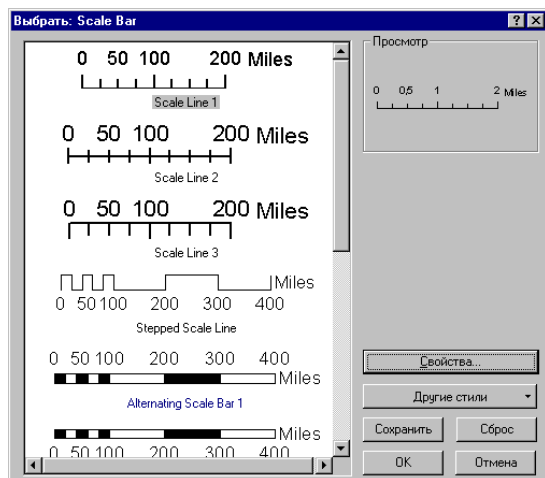 Выбрать: Scale Bar
0 50 100 200 Miles
Scale Line 1
0 50 100 200 Miles
Scale Line 2
0 50 100 200 Miles
Scale Line 3
Miles
0 50 100 200 300 400
Stepped Scale Line
0 50 100 200 300 400
Miles
Alternating Scale Bar 1
Miles
0 50 100 200 300 400
Просмотр
0 0,5 1 2 Miles
Свойства...
Другие стили
Сохранить Сброс
OK Отмена